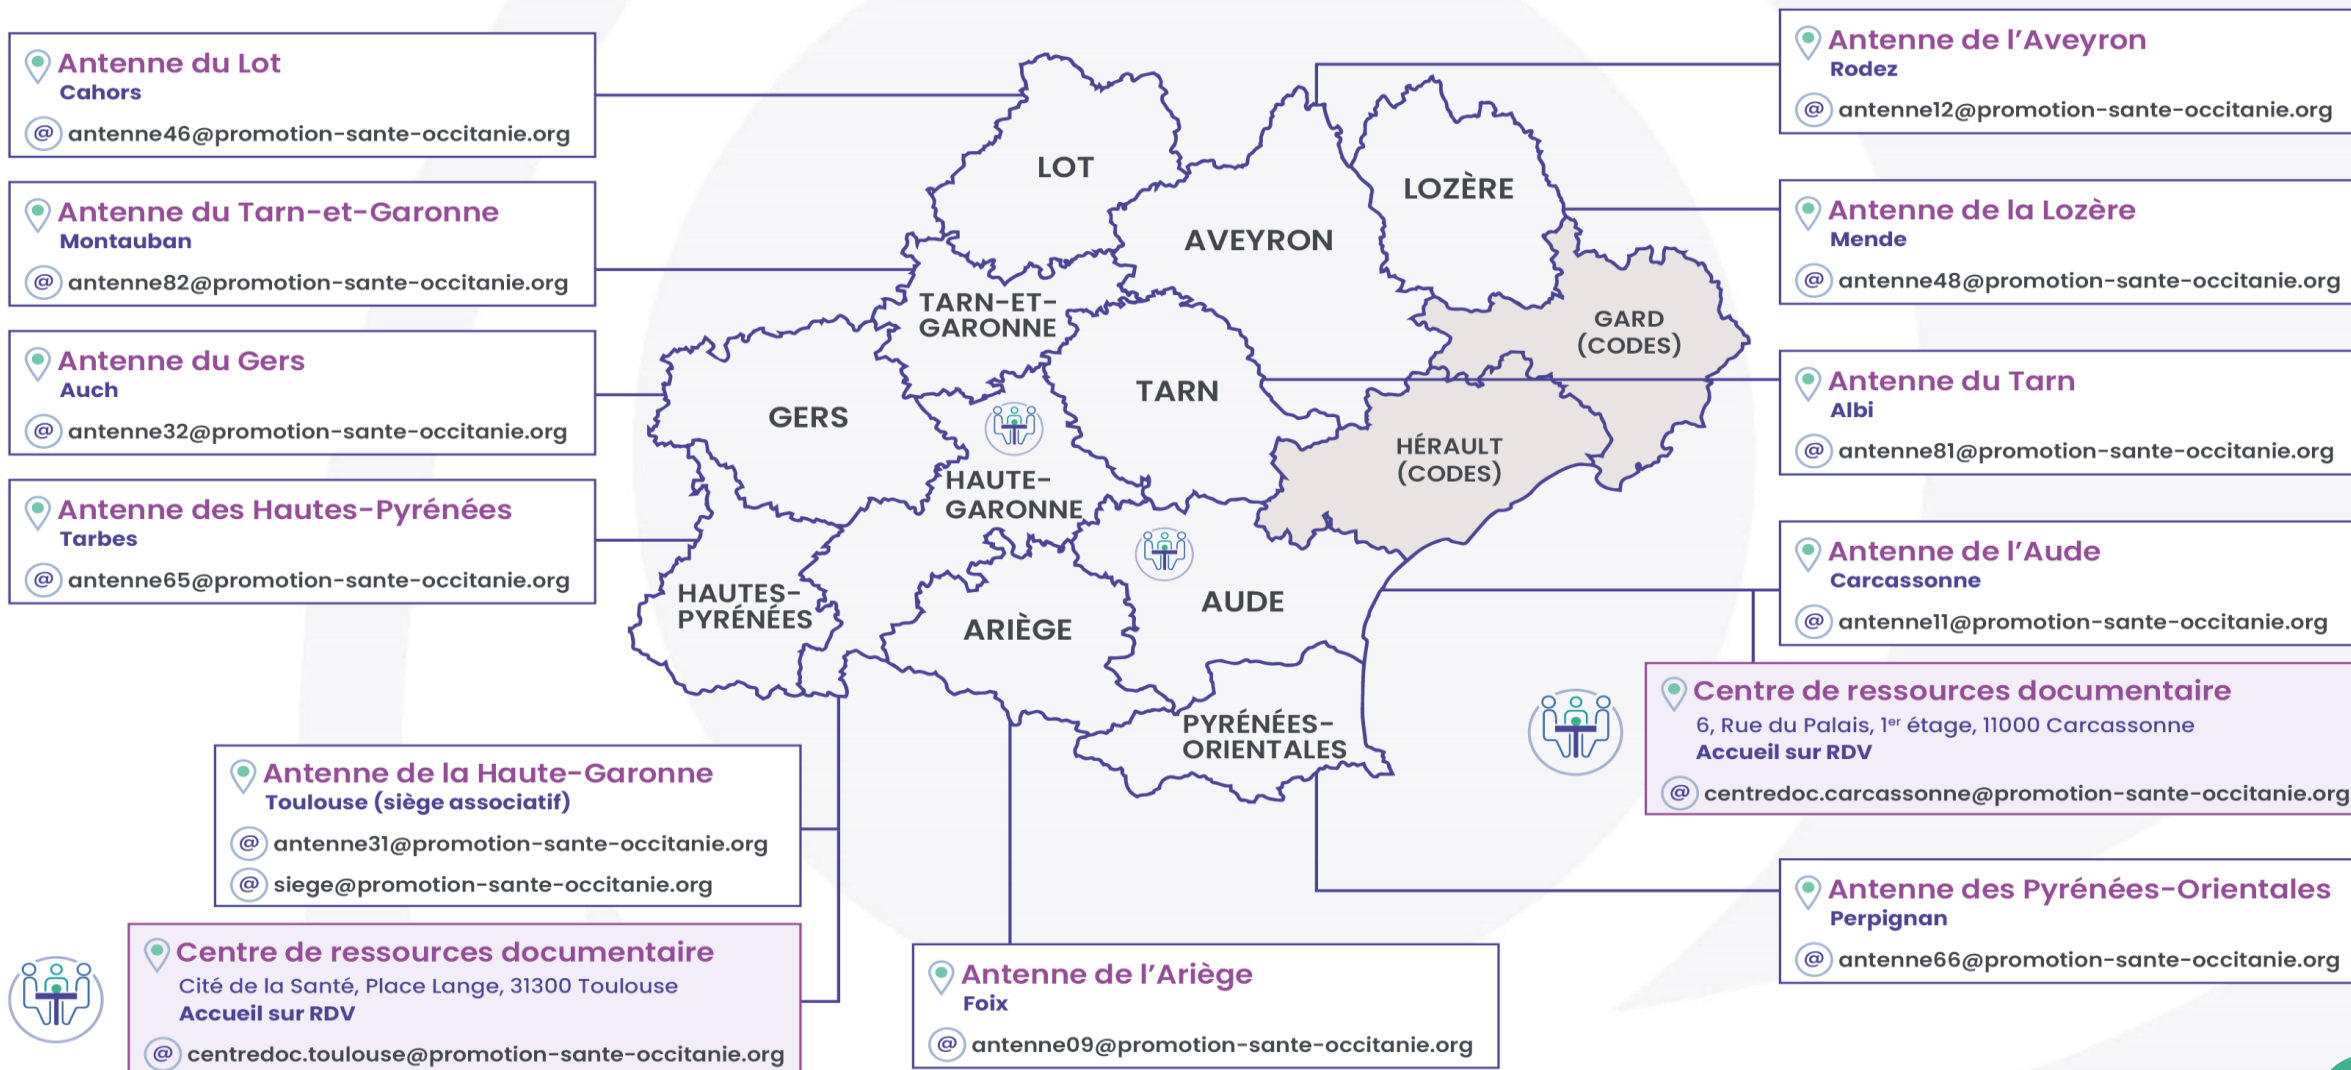 Antenne du Lot
Cahors
@ antenne46@promotion-sante-occitanie.org
Antenne du Tarn-et-Garonne
Montauban
@ antenne82@promotion-sante-occitanie.org
Antenne du Gers
Auch
@ antenne32@promotion-sante-occitanie.org
Antenne des Hautes-Pyrénées
Tarbes
@ antenne65@promotion-sante-occitanie.org
LOT
AVEYRON
LOZÈRE
TARN-ET-
GARONNE
GARD
(CODES)
GERS
TARN
HÉRAULT
(CODES)
HAUTE-
GARONNE
HAUTES-
PYRÉNÉES
ARIÈGE
AUDE
PYRÉNÉES-
ORIENTALES
Antenne de l'Aveyron
Rodez
@ antenne12@promotion-sante-occitanie.org
Antenne de la Lozère
Mende
@ antenne48@promotion-sante-occitanie.org
Antenne du Tarn
Albi
@ antenne81@promotion-sante-occitanie.org
Antenne de l'Aude
Carcassonne
@ antenne11@promotion-sante-occitanie.org
Centre de ressources documentaire
6, Rue du Palais, 1er étage, 11000 Carcassonne
Accueil sur RDV
@ centredoc.carcassonne@promotion-sante-occitanie.org
Antenne des Pyrénées-Orientales
Perpignan
@ antenne66@promotion-sante-occitanie.org
Antenne de la Haute-Garonne
Toulouse (siège associatif)
@ antenne31@promotion-sante-occitanie.org
@ siege@promotion-sante-occitanie.org
Centre de ressources documentaire
Cité de la Santé, Place Lange, 31300 Toulouse
Accueil sur RDV
@ centredoc.toulouse@promotion-sante-occitanie.org
Antenne de l'Ariège
Foix
@ antenne09@promotion-sante-occitanie.org